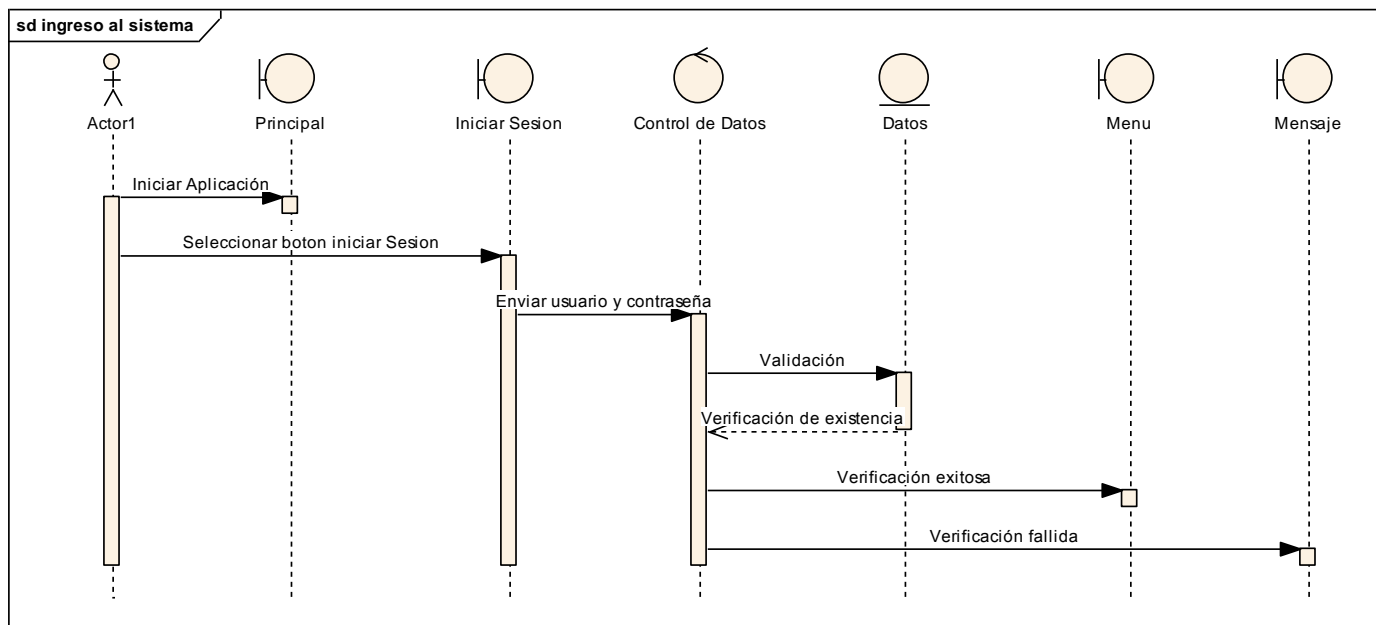 sd ingreso al sistema
Actor1
Principal
Iniciar Sesion
Control de Datos
Datos
Menu
Mensaje
Iniciar Aplicación
Seleccionar boton iniciar Sesion
Enviar usuario y contraseña
Validación
Verificación de existencia
Verificación exitosa
Verificación fallida